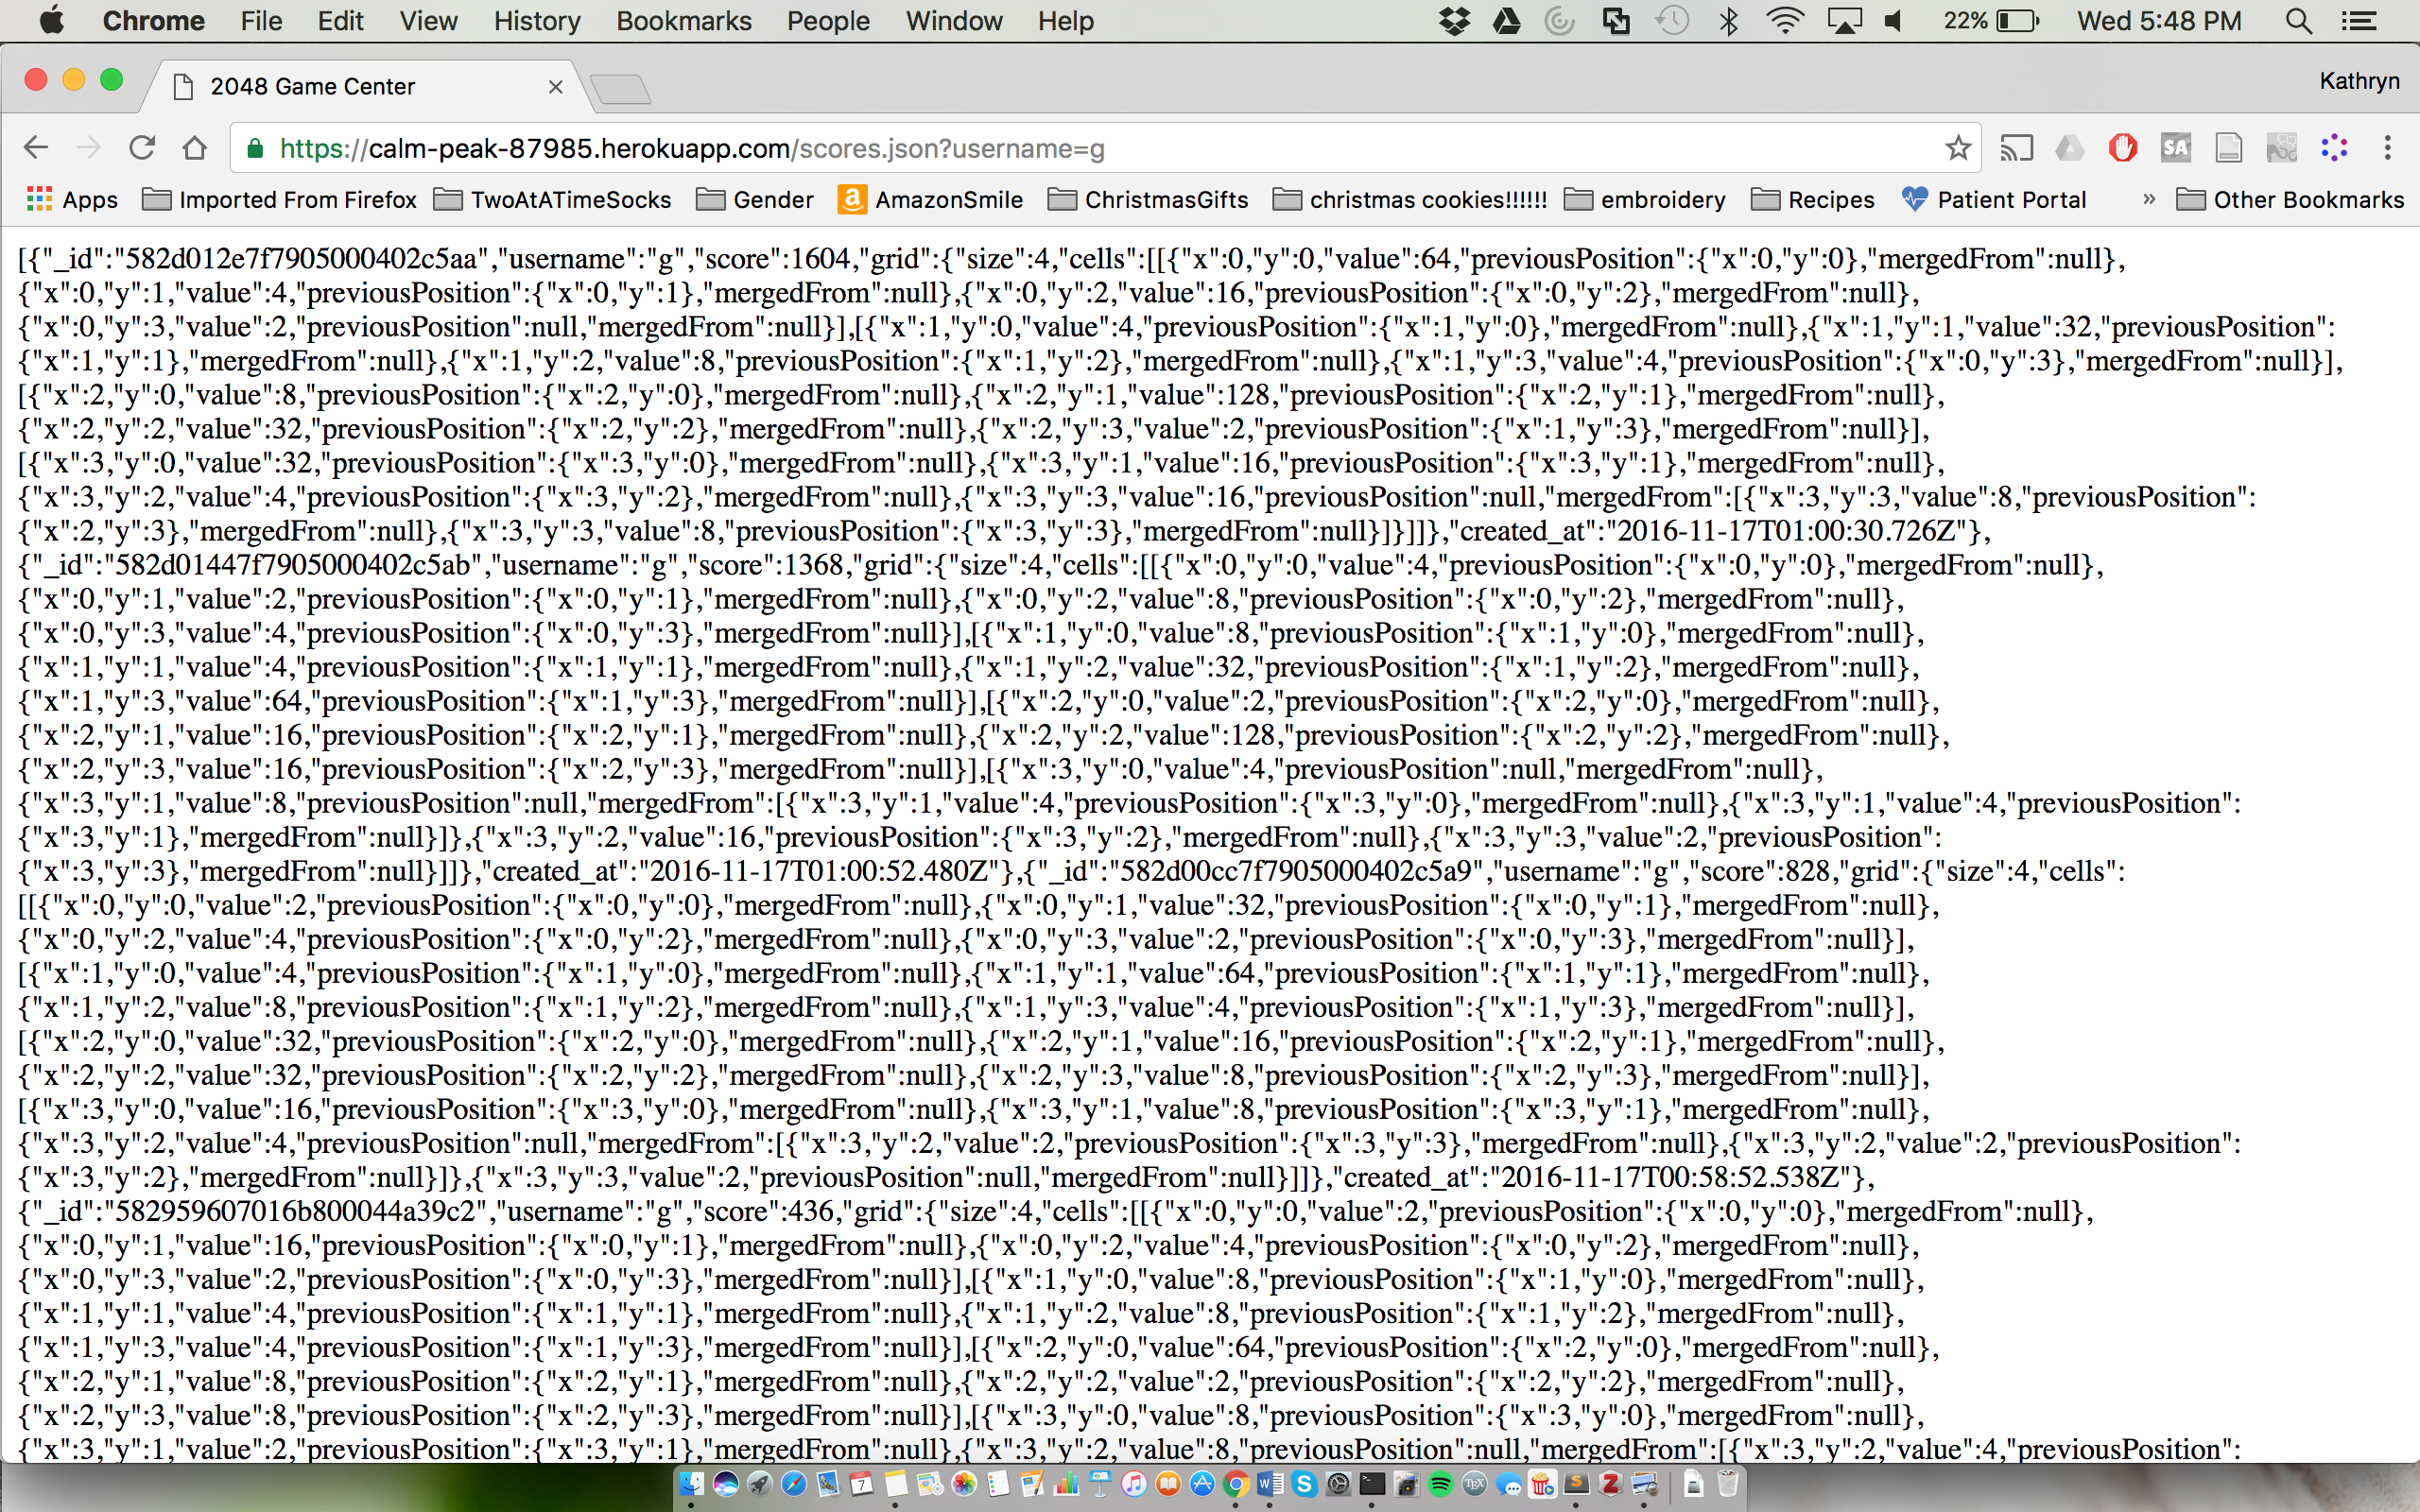 Chrome File Edit View History Bookmarks People Window Help 22% Wed 5:48 PM
2048 Game Center Kathryn
https://calm-peak-87985.herokuapp.com/scores.json?username=g SA
Apps Imported From Firefox TwoAtATimeSocks Gender AmazonSmile ChristmasGifts christmas cookies!!!!!! embroidery Recipes Patient Portal » Other Bookmarks
[{"_id":"582d012e7f7905000402c5aa","username":"g","score":1604,"grid":{"size":4,"cells":[[{"x":0,"y":0,"value":64,"previousPosition":{"x":0,"y":0},"mergedFrom":null},
{"x":0,"y":1,"value":4,"previousPosition":{"x":0,"y":1},"mergedFrom":null},{"x":0,"y":2,"value":16,"previousPosition":{"x":0,"y":2},"mergedFrom":null},
{"x":0,"y":3,"value":2,"previousPosition":null,"mergedFrom":null}],[{"x":1,"y":0,"value":4,"previousPosition":{"x":1,"y":0},"mergedFrom":null},{"x":1,"y":1,"value":32,"previousPosition":
{"x":1,"y":1},"mergedFrom":null},{"x":1,"y":2,"value":8,"previousPosition":{"x":1,"y":2},"mergedFrom":null},{"x":1,"y":3,"value":4,"previousPosition":{"x":0,"y":3},"mergedFrom":null}],
[{"x":2,"y":0,"value":8,"previousPosition":{"x":2,"y":0},"mergedFrom":null},{"x":2,"y":1,"value":128,"previousPosition":{"x":2,"y":1},"mergedFrom":null},
{"x":2,"y":2,"value":32,"previousPosition":{"x":2,"y":2},"mergedFrom":null},{"x":2,"y":3,"value":2,"previousPosition":{"x":1,"y":3},"mergedFrom":null}],
[{"x":3,"y":0,"value":32,"previousPosition":{"x":3,"y":0},"mergedFrom":null},{"x":3,"y":1,"value":16,"previousPosition":{"x":3,"y":1},"mergedFrom":null},
{"x":3,"y":2,"value":4,"previousPosition":{"x":3,"y":2},"mergedFrom":null},{"x":3,"y":3,"value":16,"previousPosition":null,"mergedFrom":[{"x":3,"y":3,"value":8,"previousPosition":
{"x":2,"y":3},"mergedFrom":null},{"x":3,"y":3,"value":8,"previousPosition":{"x":3,"y":3},"mergedFrom":null}]}]]},"created_at":"2016-11-17T01:00:30.726Z"},
{"_id":"582d01447f7905000402c5ab","username":"g","score":1368,"grid":{"size":4,"cells":[[{"x":0,"y":0,"value":4,"previousPosition":{"x":0,"y":0},"mergedFrom":null},
{"x":0,"y":1,"value":2,"previousPosition":{"x":0,"y":1},"mergedFrom":null},{"x":0,"y":2,"value":8,"previousPosition":{"x":0,"y":2},"mergedFrom":null},
{"x":0,"y":3,"value":4,"previousPosition":{"x":0,"y":3},"mergedFrom":null}],[{"x":1,"y":0,"value":8,"previousPosition":{"x":1,"y":0},"mergedFrom":null},
{"x":1,"y":1,"value":4,"previousPosition":{"x":1,"y":1},"mergedFrom":null},{"x":1,"y":2,"value":32,"previousPosition":{"x":1,"y":2},"mergedFrom":null},
{"x":1,"y":3,"value":64,"previousPosition":{"x":1,"y":3},"mergedFrom":null}],[{"x":2,"y":0,"value":2,"previousPosition":{"x":2,"y":0},"mergedFrom":null},
{"x":2,"y":1,"value":16,"previousPosition":{"x":2,"y":1},"mergedFrom":null},{"x":2,"y":2,"value":128,"previousPosition":{"x":2,"y":2},"mergedFrom":null},
{"x":2,"y":3,"value":16,"previousPosition":{"x":2,"y":3},"mergedFrom":null}],[{"x":3,"y":0,"value":4,"previousPosition":null,"mergedFrom":null},
{"x":3,"y":1,"value":8,"previousPosition":null,"mergedFrom":[{"x":3,"y":1,"value":4,"previousPosition":{"x":3,"y":0},"mergedFrom":null},{"x":3,"y":1,"value":4,"previousPosition":
{"x":3,"y":1},"mergedFrom":null}]},{"x":3,"y":2,"value":16,"previousPosition":{"x":3,"y":2},"mergedFrom":null},{"x":3,"y":3,"value":2,"previousPosition":
{"x":3,"y":3},"mergedFrom":null}]]},"created_at":"2016-11-17T01:00:52.480Z"},{"_id":"582d00cc7f7905000402c5a9","username":"g","score":828,"grid":{"size":4,"cells":
[[{"x":0,"y":0,"value":2,"previousPosition":{"x":0,"y":0},"mergedFrom":null},{"x":0,"y":1,"value":32,"previousPosition":{"x":0,"y":1},"mergedFrom":null},
{"x":0,"y":2,"value":4,"previousPosition":{"x":0,"y":2},"mergedFrom":null},{"x":0,"y":3,"value":2,"previousPosition":{"x":0,"y":3},"mergedFrom":null}],
[{"x":1,"y":0,"value":4,"previousPosition":{"x":1,"y":0},"mergedFrom":null},{"x":1,"y":1,"value":64,"previousPosition":{"x":1,"y":1},"mergedFrom":null},
{"x":1,"y":2,"value":8,"previousPosition":{"x":1,"y":2},"mergedFrom":null},{"x":1,"y":3,"value":4,"previousPosition":{"x":1,"y":3},"mergedFrom":null}],
[{"x":2,"y":0,"value":32,"previousPosition":{"x":2,"y":0},"mergedFrom":null},{"x":2,"y":1,"value":16,"previousPosition":{"x":2,"y":1},"mergedFrom":null},
{"x":2,"y":2,"value":32,"previousPosition":{"x":2,"y":2},"mergedFrom":null},{"x":2,"y":3,"value":8,"previousPosition":{"x":2,"y":3},"mergedFrom":null}],
[{"x":3,"y":0,"value":16,"previousPosition":{"x":3,"y":0},"mergedFrom":null},{"x":3,"y":1,"value":8,"previousPosition":{"x":3,"y":1},"mergedFrom":null},
{"x":3,"y":2,"value":4,"previousPosition":null,"mergedFrom":[{"x":3,"y":2,"value":2,"previousPosition":{"x":3,"y":3},"mergedFrom":null},{"x":3,"y":2,"value":2,"previousPosition":
{"x":3,"y":2},"mergedFrom":null}]},{"x":3,"y":3,"value":2,"previousPosition":null,"mergedFrom":null}]]},"created_at":"2016-11-17T00:58:52.538Z"},
{"_id":"582959607016b800044a39c2","username":"g","score":436,"grid":{"size":4,"cells":[[{"x":0,"y":0,"value":2,"previousPosition":{"x":0,"y":0},"mergedFrom":null},
{"x":0,"y":1,"value":16,"previousPosition":{"x":0,"y":1},"mergedFrom":null},{"x":0,"y":2,"value":4,"previousPosition":{"x":0,"y":2},"mergedFrom":null},
{"x":0,"y":3,"value":2,"previousPosition":{"x":0,"y":3},"mergedFrom":null}],[{"x":1,"y":0,"value":8,"previousPosition":{"x":1,"y":0},"mergedFrom":null},
{"x":1,"y":1,"value":4,"previousPosition":{"x":1,"y":1},"mergedFrom":null},{"x":1,"y":2,"value":8,"previousPosition":{"x":1,"y":2},"mergedFrom":null},
{"x":1,"y":3,"value":4,"previousPosition":{"x":1,"y":3},"mergedFrom":null}],[{"x":2,"y":0,"value":64,"previousPosition":{"x":2,"y":0},"mergedFrom":null},
{"x":2,"y":1,"value":8,"previousPosition":{"x":2,"y":1},"mergedFrom":null},{"x":2,"y":2,"value":2,"previousPosition":{"x":2,"y":2},"mergedFrom":null},
{"x":2,"y":3,"value":8,"previousPosition":{"x":2,"y":3},"mergedFrom":null}],[{"x":3,"y":0,"value":8,"previousPosition":{"x":3,"y":0},"mergedFrom":null},
{"x":3,"y":1,"value":2,"previousPosition":{"x":3,"y":1},"mergedFrom":null},{"x":3,"y":2,"value":8,"previousPosition":null,"mergedFrom":[{"x":3,"y":2,"value":4,"previousPosition":